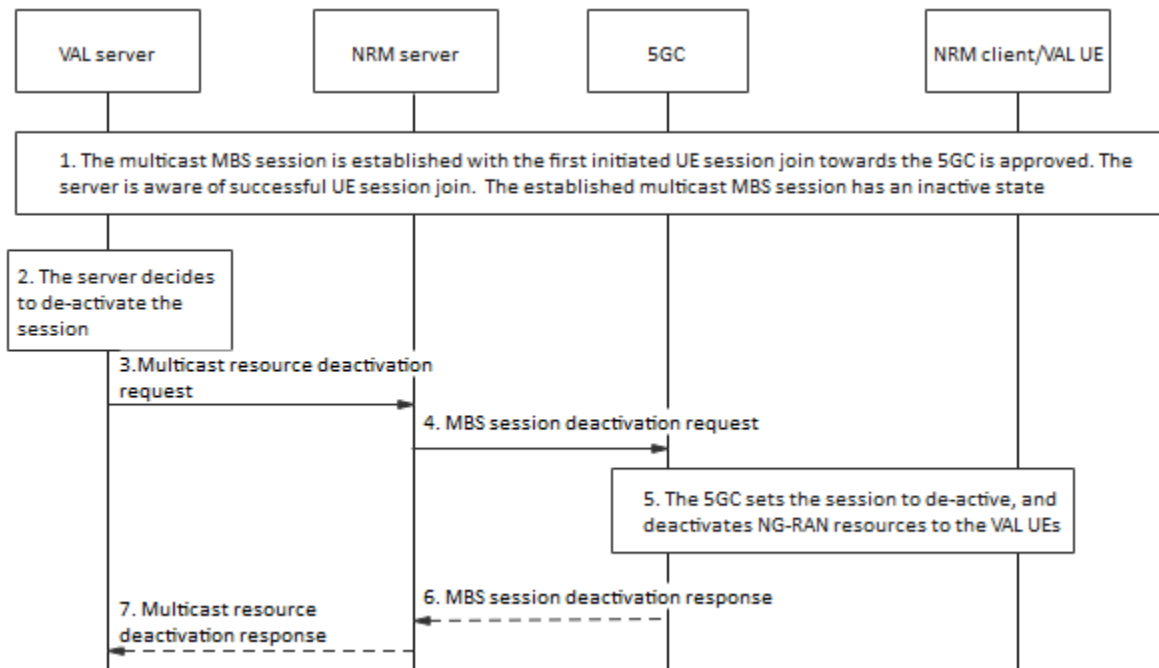 VAL server
NRM server
5GC
NRM client/VAL UE
1. The multicast MBS session is established with the first initiated UE session join towards the 5GC is approved. The
server is aware of successful UE session join.  The established multicast MBS session has an inactive state
2. The server decides
to de-activate the
session
3.Multicast resource deactivation
request
4. MBS session deactivation request
5. The 5GC sets the session to de-active, and
deactivates NG-RAN resources to the VAL UEs
6. MBS session deactivation response
7. Multicast resource
deactivation response